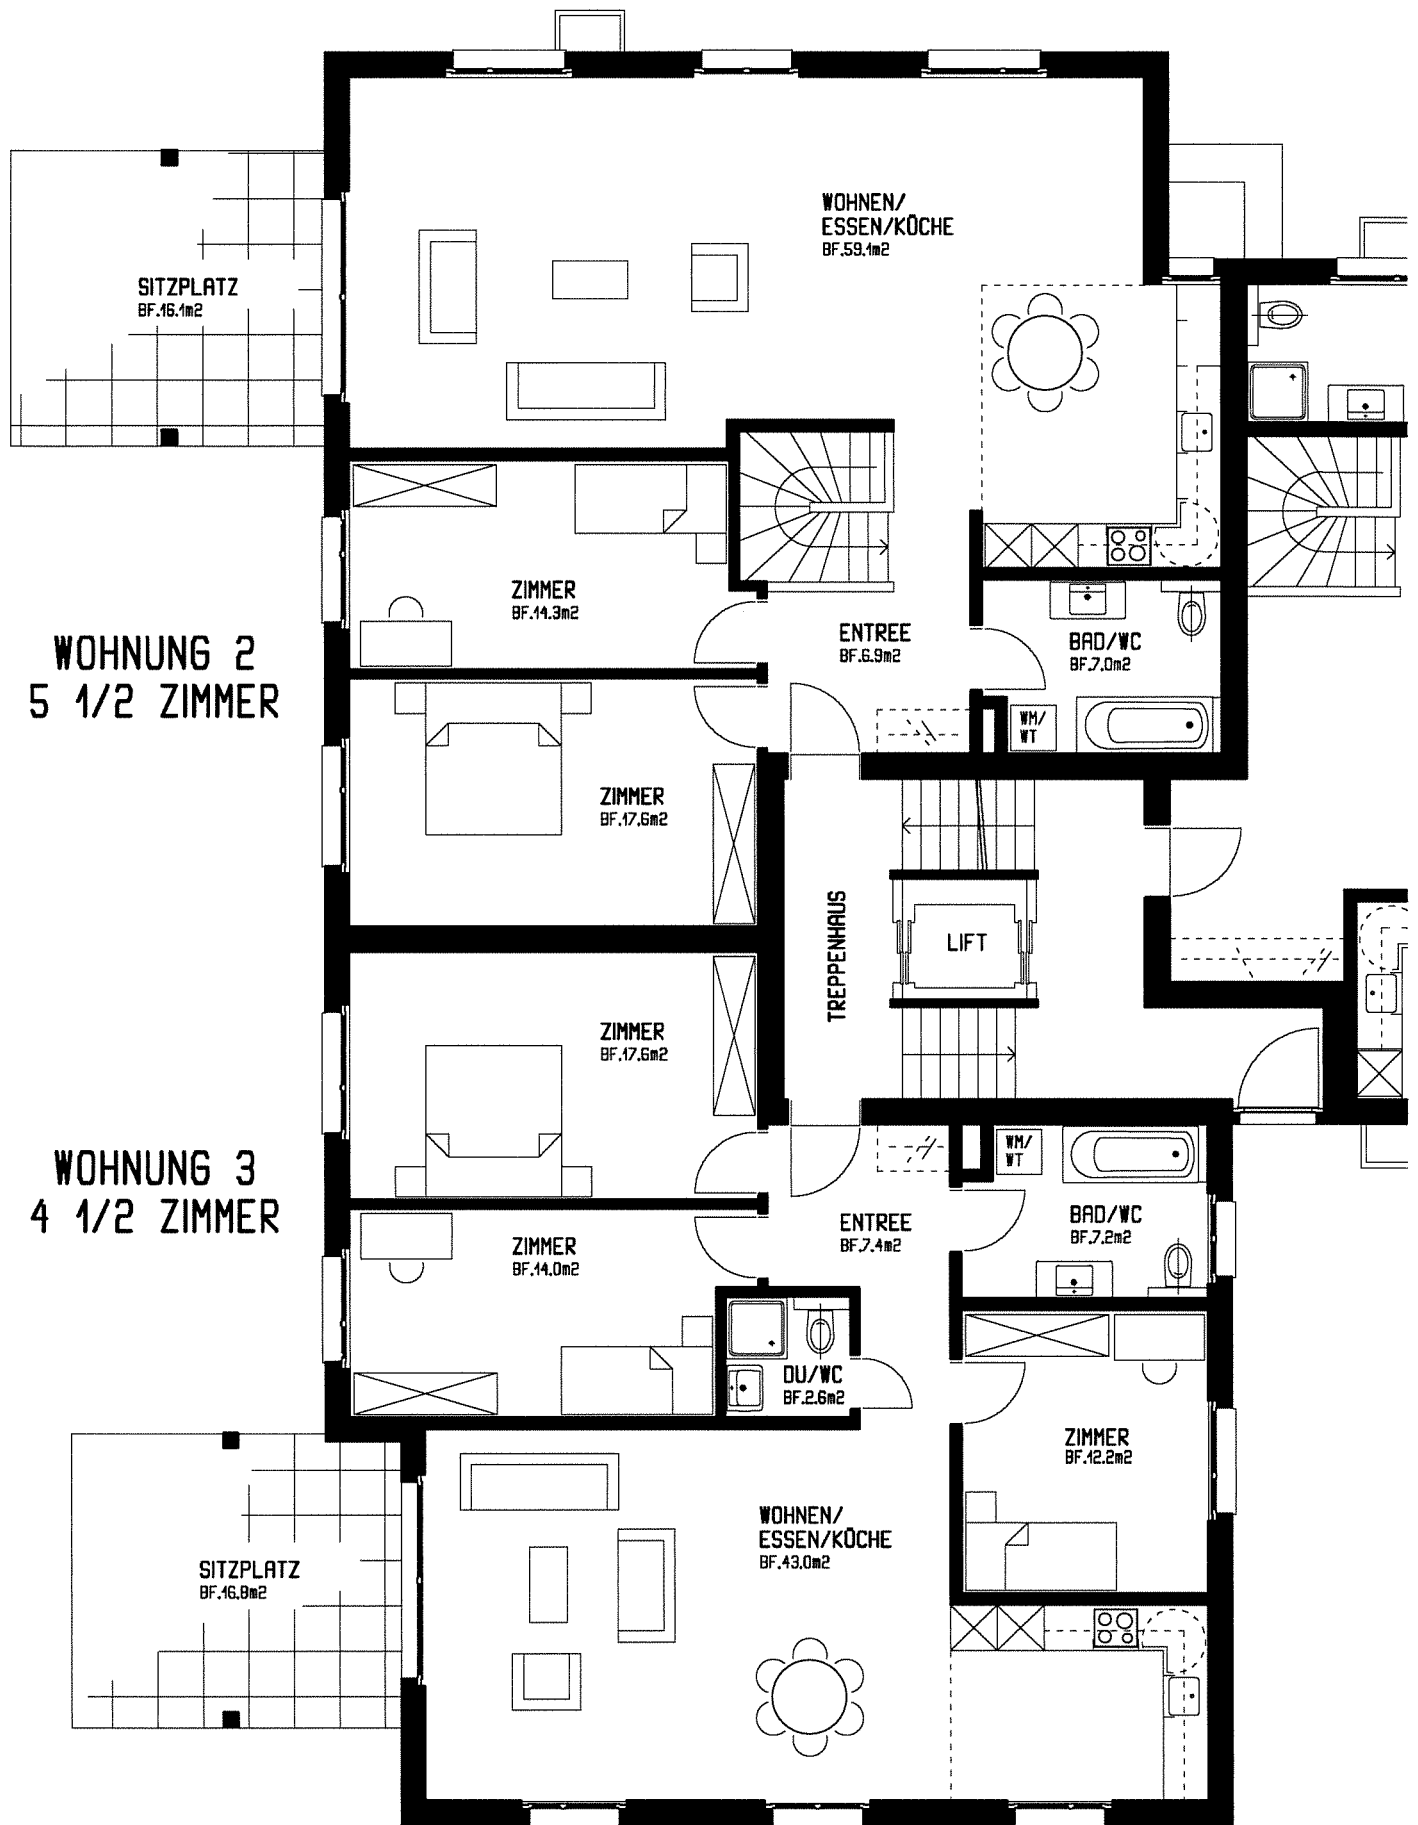 WOHNEN/
ESSEN/KÜCHE
BF.59.1m2
SITZPLATZ
BF.16.1m2
ZIMMER
BF.14.3m2
WOHNUNG 2
5 1/2 ZIMMER
ENTREE
BF.6.9m2
BAD/WC
BF.7.0m2
WM/
WT
ZIMMER
BF.17.6m2
TREPPENHAUS
LIFT
ZIMMER
BF.17.6m2
WOHNUNG 3
4 1/2 ZIMMER
WM/
WT
ENTREE
BF.7.4m2
BAD/WC
BF.7.2m2
ZIMMER
BF.14.0m2
DU/WC
BF.2.6m2
ZIMMER
BF.12.2m2
WOHNEN/
ESSEN/KÜCHE
BF.43.0m2
SITZPLATZ
BF.16.8m2